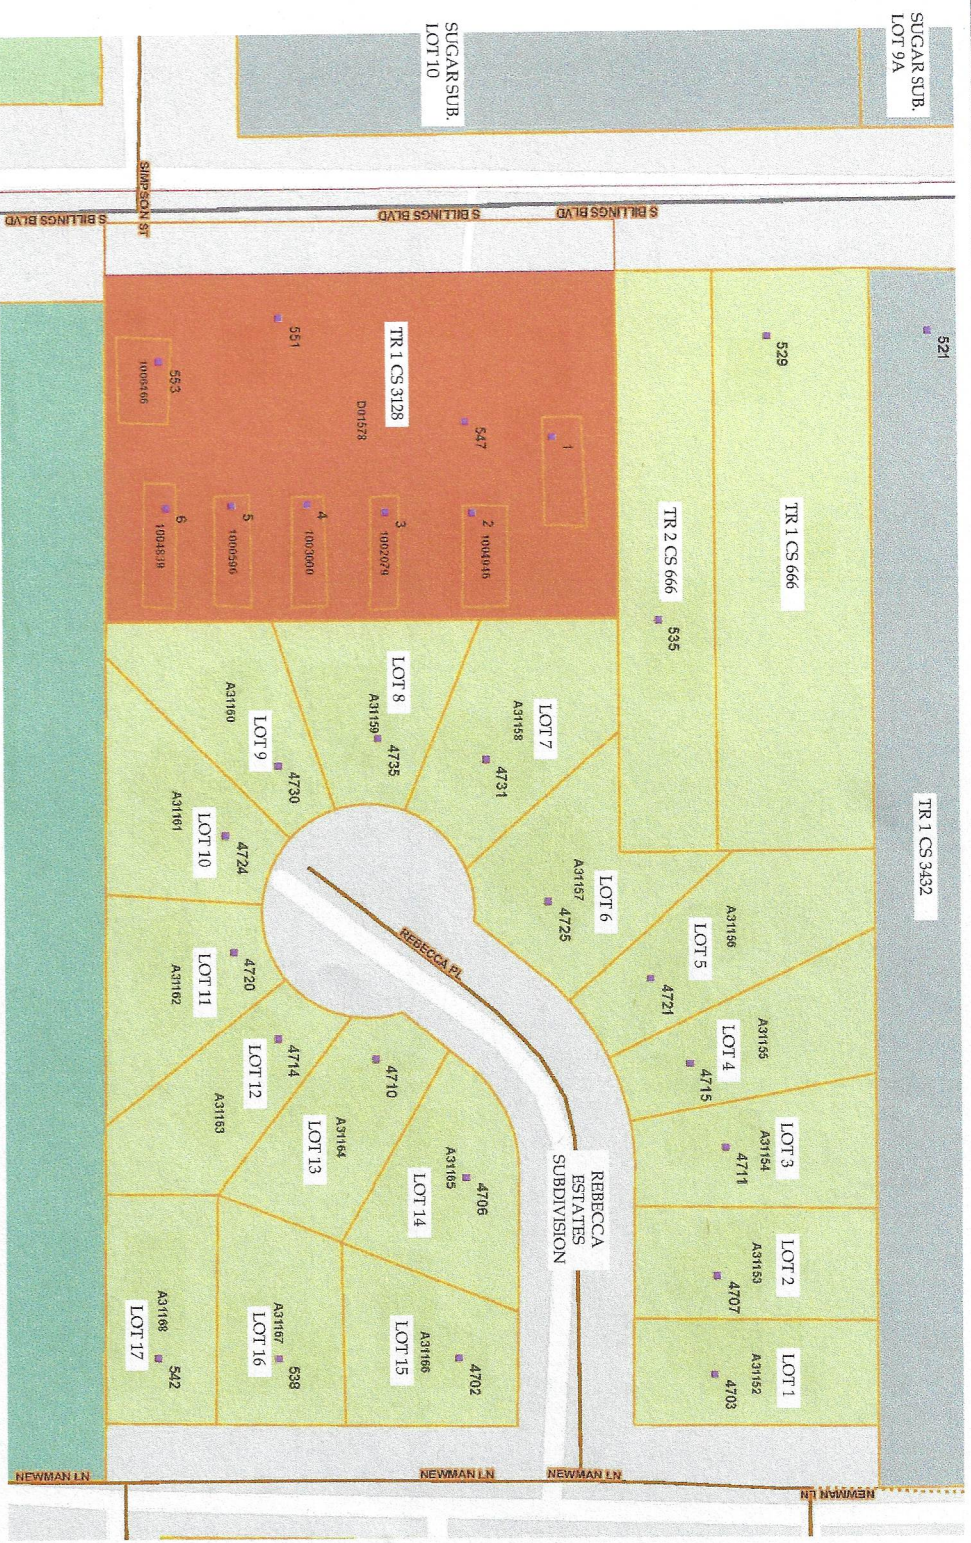 SUGAR SUB.
LOT 9A
521
TR 1 CS 3432
NEWMAN LN
529
TR 1 CS 666
TR 2 CS 666
535
A31156
LOT 5
4721
A31155
LOT 4
4715
LOT 3
A31154
4711
LOT 2
A31153
4707
LOT 1
A31152
4703
S BILLINGS BLVD
LOT 6
A31157
4725
REBECCA
ESTATES
SUBDIVISION
NEWMAN LN
SUGAR SUB.
LOT 10
S BILLINGS BLVD
1
547
2
LOT 7
A31158
4731
REBECCA PL
4706
A31165
LOT 14
4702
A31166
LOT 15
NEWMAN LN
TR 1 CS 3128
D01578
3
1002079
LOT 8
A31159
4735
4710
A31164
LOT 13
551
4
1003000
4730
LOT 9
A31160
4714
LOT 12
A31163
538
A31167
LOT 16
5
1000596
4724
LOT 10
A31161
4720
LOT 11
A31162
SIMPSON ST
553
6
1004839
542
A31168
LOT 17
S BILLINGS BLVD
NEWMAN LN